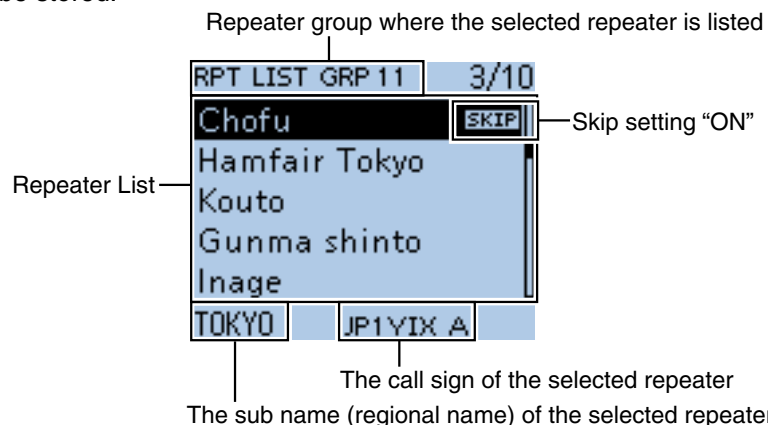 be stored.
Repeater group where the selected repeater is listed
RPT LIST GRP 11 3/10
Chofu SKIP
Skip setting “ON”
Hamfair Tokyo
Repeater List
Kouto
Gunma shinto
Inage
TOKYO JP1YIX A
The call sign of the selected repeater
The sub name (regional name) of the selected repeater